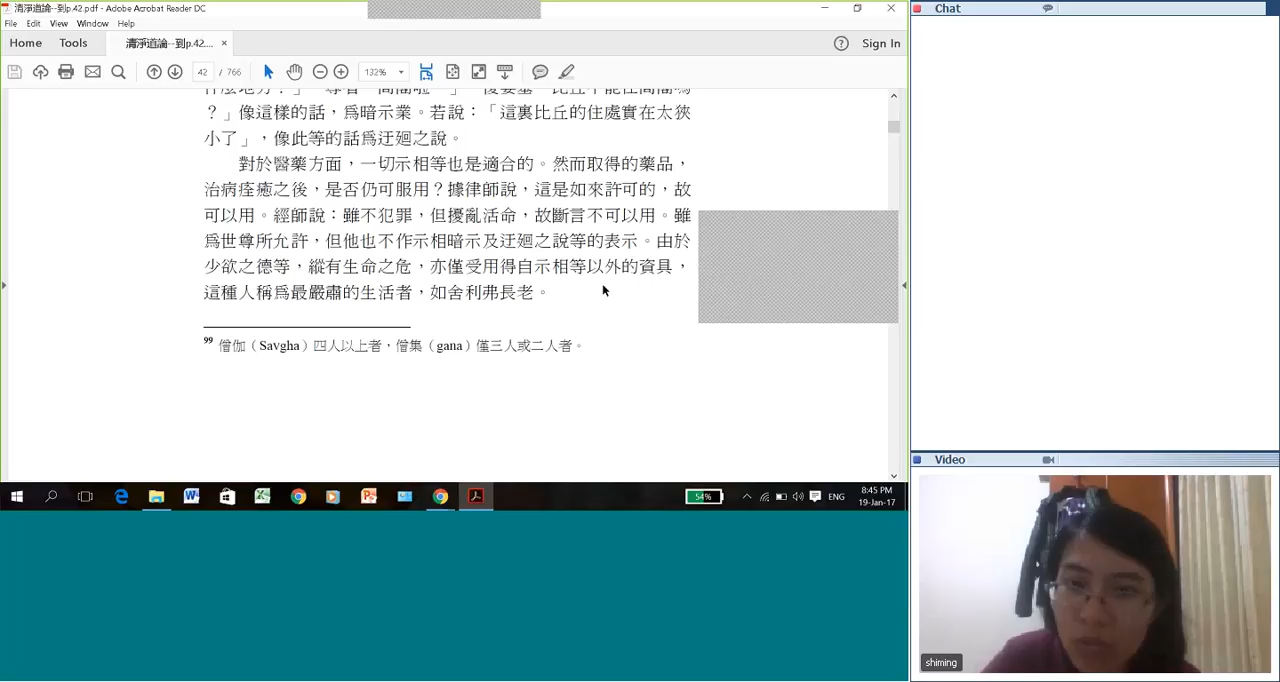 清淨道論--到p.42.pdf - Adobe Acrobat Reader DC
File Edit View Window Help
Home Tools 清淨道論--到p.42.... × Sign In
42 / 766 132%
？」像這樣的話，爲暗示業。若說：「這裏比丘的住處實在太狹
小了」，像此等的話爲迂廻之說。
對於醫藥方面，一切示相等也是適合的。然而取得的藥品，
治病痊癒之後，是否仍可服用？據律師說，這是如來許可的，故
可以用。經師說：雖不犯罪，但擾亂活命，故斷言不可以用。雖
爲世尊所允許，但他也不作示相暗示及迂廻之說等的表示。由於
少欲之德等，縱有生命之危，亦僅受用得自示相等以外的資具，
這種人稱爲最嚴肅的生活者，如舍利弗長老。
99 僧伽（Savgha）四人以上者，僧集（gana）僅三人或二人者。
54% ENG 8:45 PM
19-Jan-17
Chat
Video
shiming